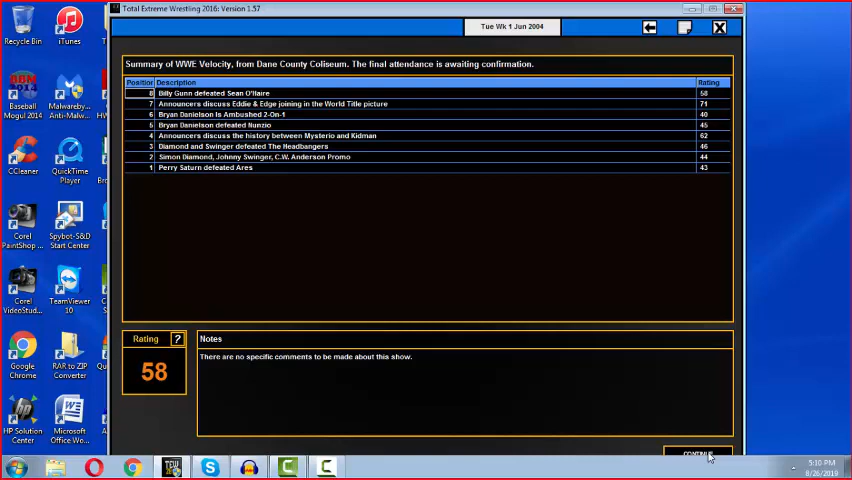 Total Extreme Wrestling 2016: Version 1.57
Tue Wk 1 Jun 2004
Summary of WWE Velocity, from Dane County Coliseum. The final attendance is awaiting confirmation.
Position Description Rating
8 Billy Gunn defeated Sean O'Haire 58
7 Announcers discuss Eddie & Edge joining in the World Title picture 71
6 Bryan Danielson Is Ambushed 2-On-1 40
5 Bryan Danielson defeated Nunzio 45
4 Announcers discuss the history between Mysterio and Kidman 62
3 Diamond and Swinger defeated The Headbangers 46
2 Simon Diamond, Johnny Swinger, C.W. Anderson Promo 44
1 Perry Saturn defeated Ares 43
Rating ?
58
Notes
There are no specific comments to be made about this show.
CONTINUE
Recycle Bin
iTunes
Baseball
Mogul 2014
Malwareby...
Anti-Malw...
CCleaner
QuickTime
Player
Corel
PaintShop ...
Spybot-S&D
Start Center
Corel
VideoStud...
TeamViewer
10
Google
Chrome
RAR to ZIP
Converter
HP Solution
Center
Microsoft
Office Wo...
5:10 PM
8/26/2019